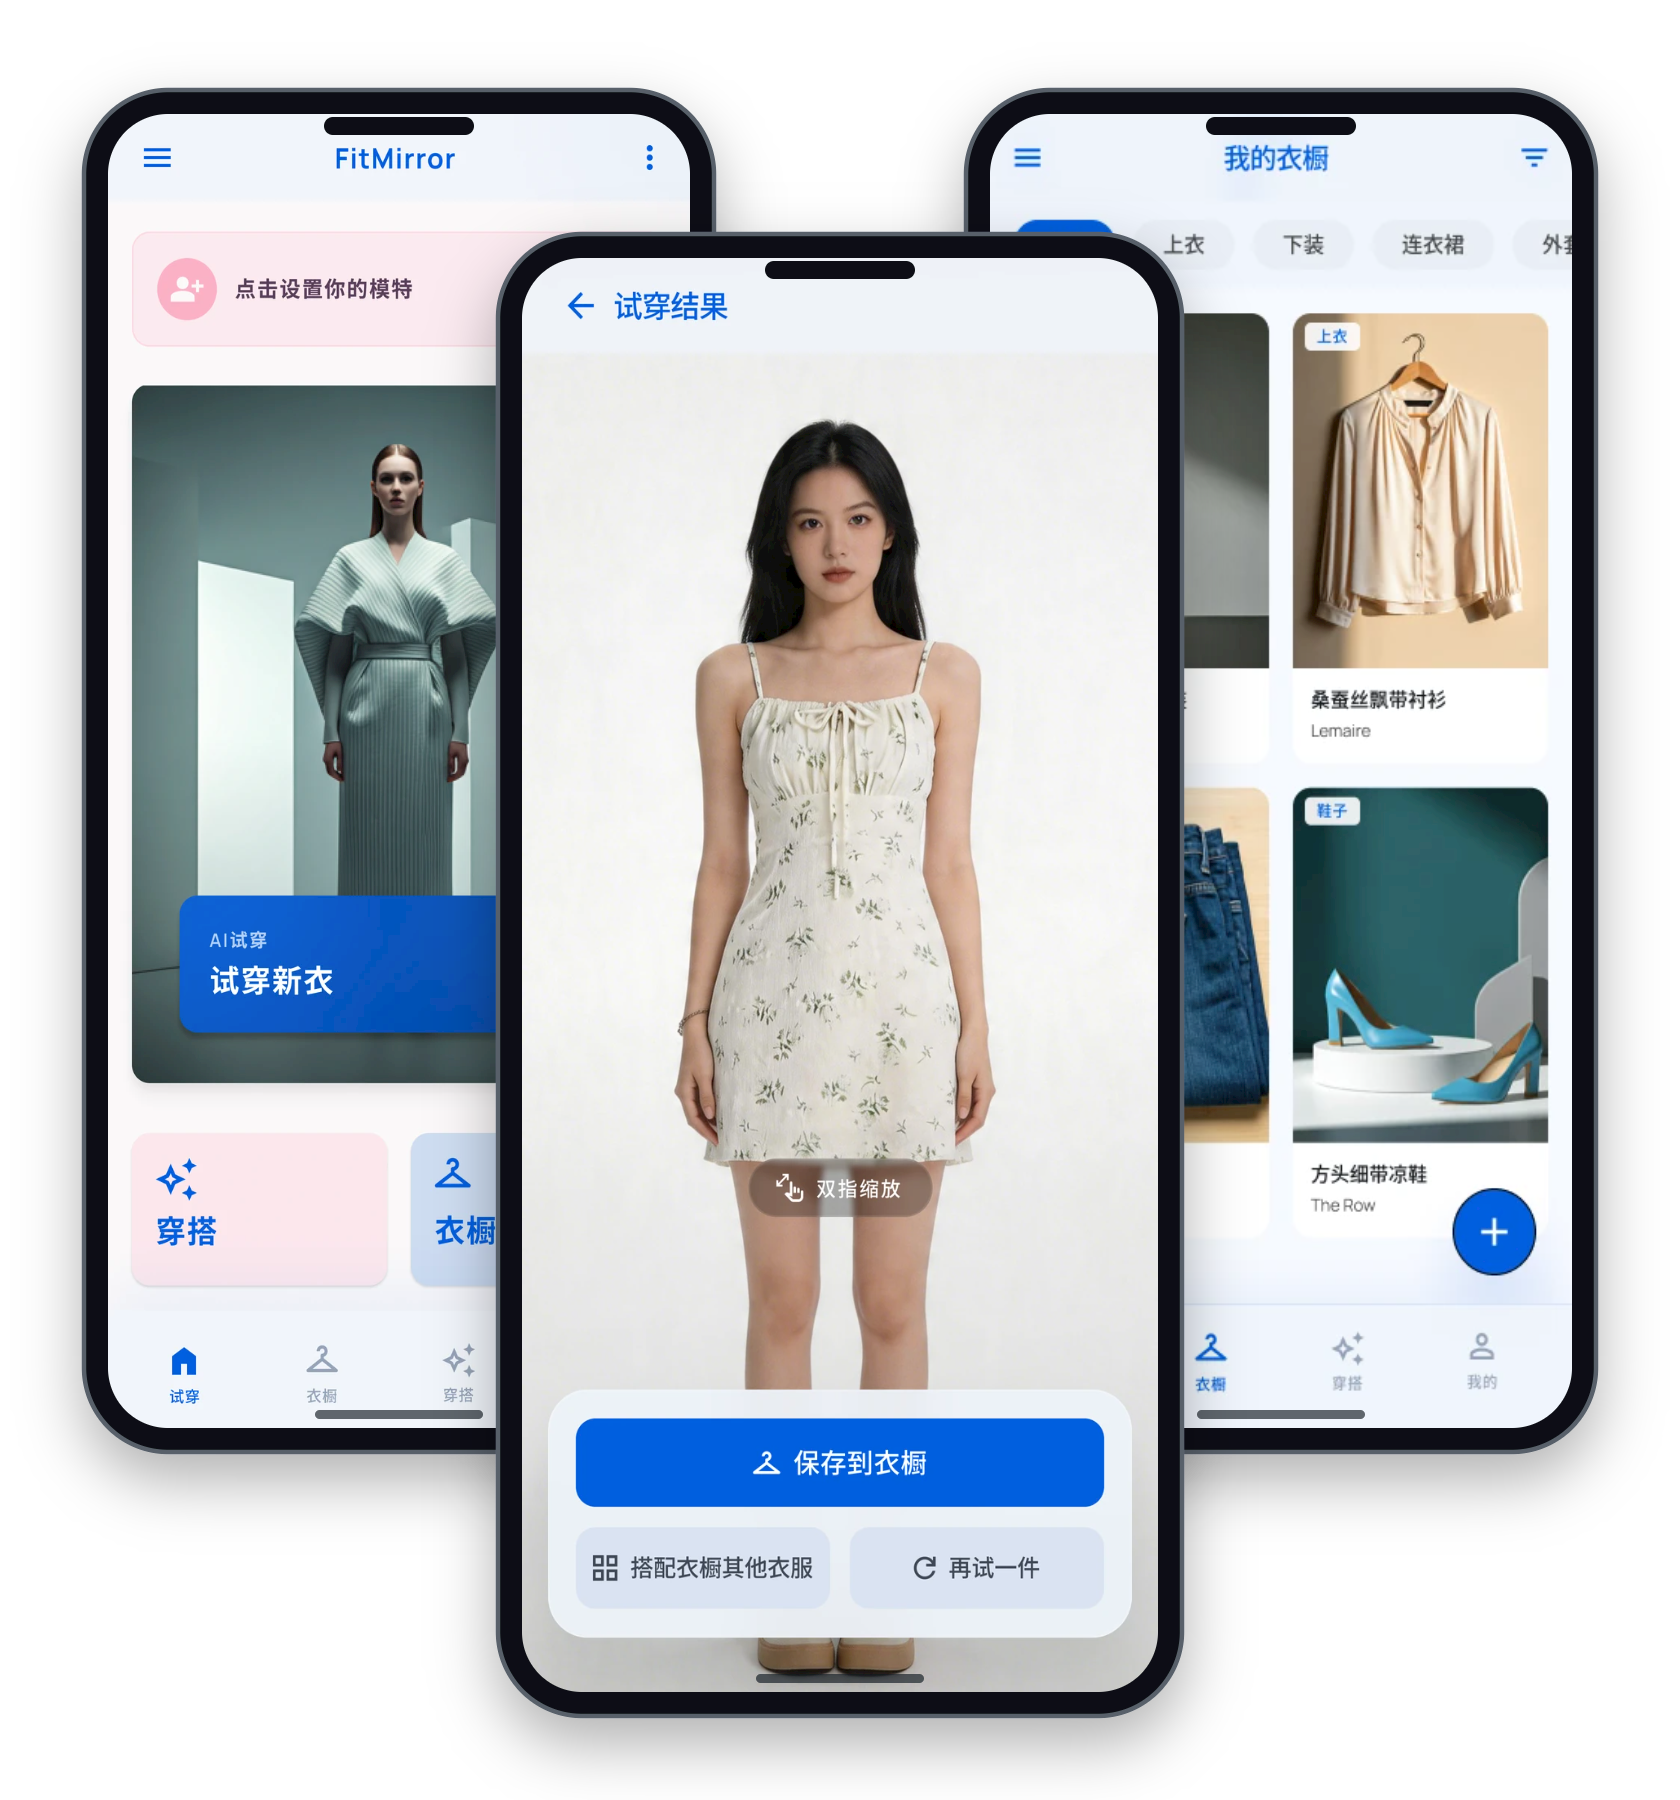 FitMirror
点击设置你的模特
AI试穿
试穿新衣
穿搭
衣橱
试穿
衣橱
穿搭
试穿结果
双指缩放
保存到衣橱
搭配衣橱其他衣服
再试一件
我的衣橱
上衣
下装
连衣裙
外套
上衣
桑蚕丝飘带衬衫
Lemaire
鞋子
方头细带凉鞋
The Row
衣橱
穿搭
我的